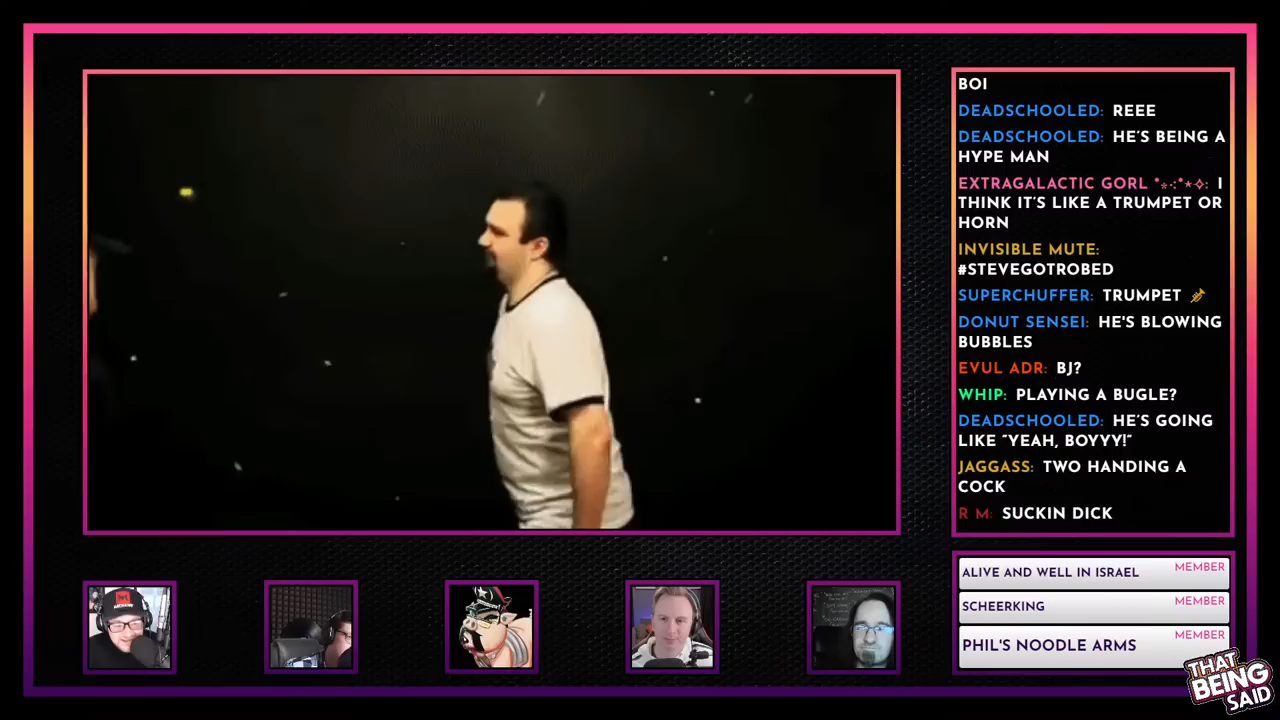 BOI
DEADSCHOOLED: REEE
DEADSCHOOLED: HE'S BEING A
HYPE MAN
EXTRAGALACTIC GORL *⁎⁺˳✧: I
THINK IT'S LIKE A TRUMPET OR
HORN
INVISIBLE MUTE:
#STEVEGOTROBED
SUPERCHUFFER: TRUMPET 🎺
DONUT SENSEI: HE'S BLOWING
BUBBLES
EVUL ADR: BJ?
WHIP: PLAYING A BUGLE?
DEADSCHOOLED: HE'S GOING
LIKE "YEAH, BOYYY!"
JAGGASS: TWO HANDING A
COCK
R M: SUCKIN DICK
ALIVE AND WELL IN ISRAEL MEMBER
SCHEERKING MEMBER
PHIL'S NOODLE ARMS MEMBER
THAT
BEING
SAID